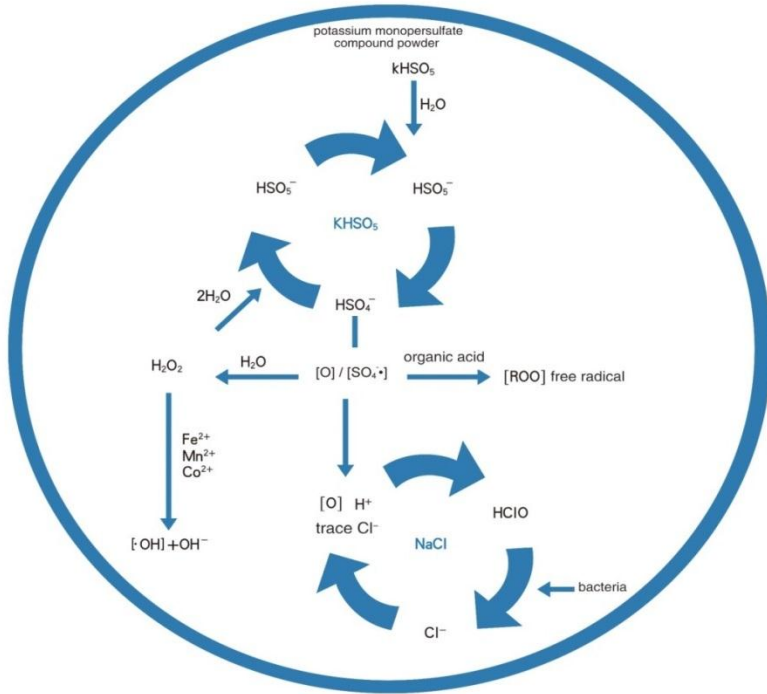 potassium monopersulfate
compound powder
kHSO₅
H₂O
HSO₅⁻
HSO₅⁻
KHSO₅
2H₂O
HSO₄⁻
H₂O₂
H₂O
[O] / [SO₄⁻•]
organic acid
[ROO] free radical
Fe²⁺
Mn²⁺
Co²⁺
[O] H⁺
trace Cl⁻
HClO
NaCl
[·OH]+OH⁻
bacteria
Cl⁻